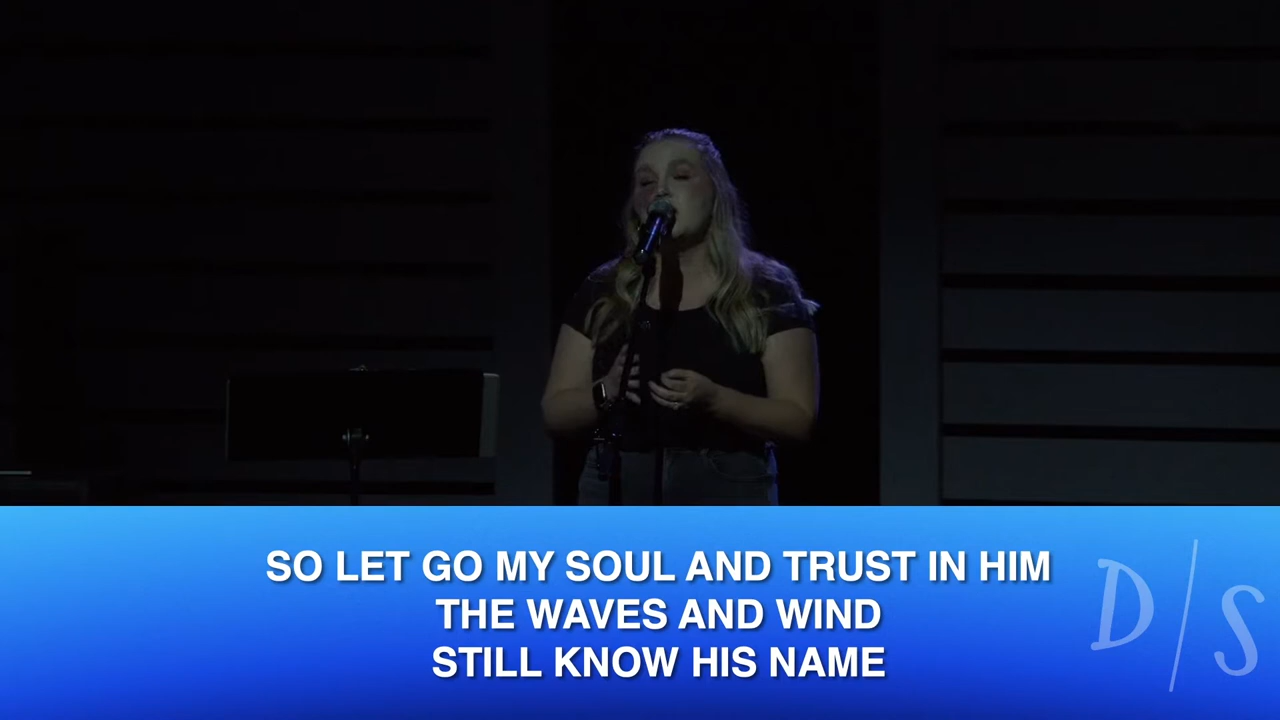 SO LET GO MY SOUL AND TRUST IN HIM
THE WAVES AND WIND
STILL KNOW HIS NAME
D/S